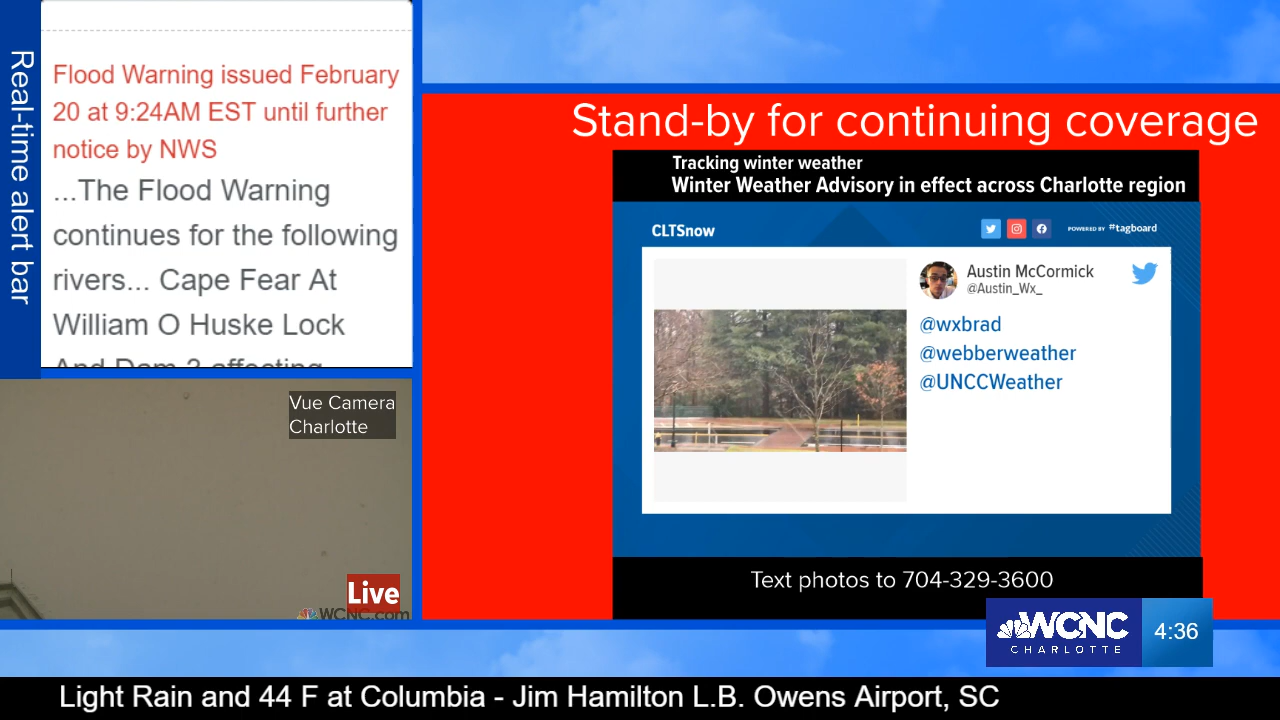 Real-time alert bar
Flood Warning issued February
20 at 9:24AM EST until further
notice by NWS
...The Flood Warning
continues for the following
rivers... Cape Fear At
William O Huske Lock
And Dam 3 affecting
Vue Camera
Charlotte
Live
WCNC.com
Stand-by for continuing coverage
Tracking winter weather
Winter Weather Advisory in effect across Charlotte region
CLTSnow
POWERED BY #tagboard
Austin McCormick
@Austin_Wx_
@wxbrad
@webberweather
@UNCCWeather
Text photos to 704-329-3600
WCNC
CHARLOTTE
4:36
Light Rain and 44 F at Columbia - Jim Hamilton L.B. Owens Airport, SC